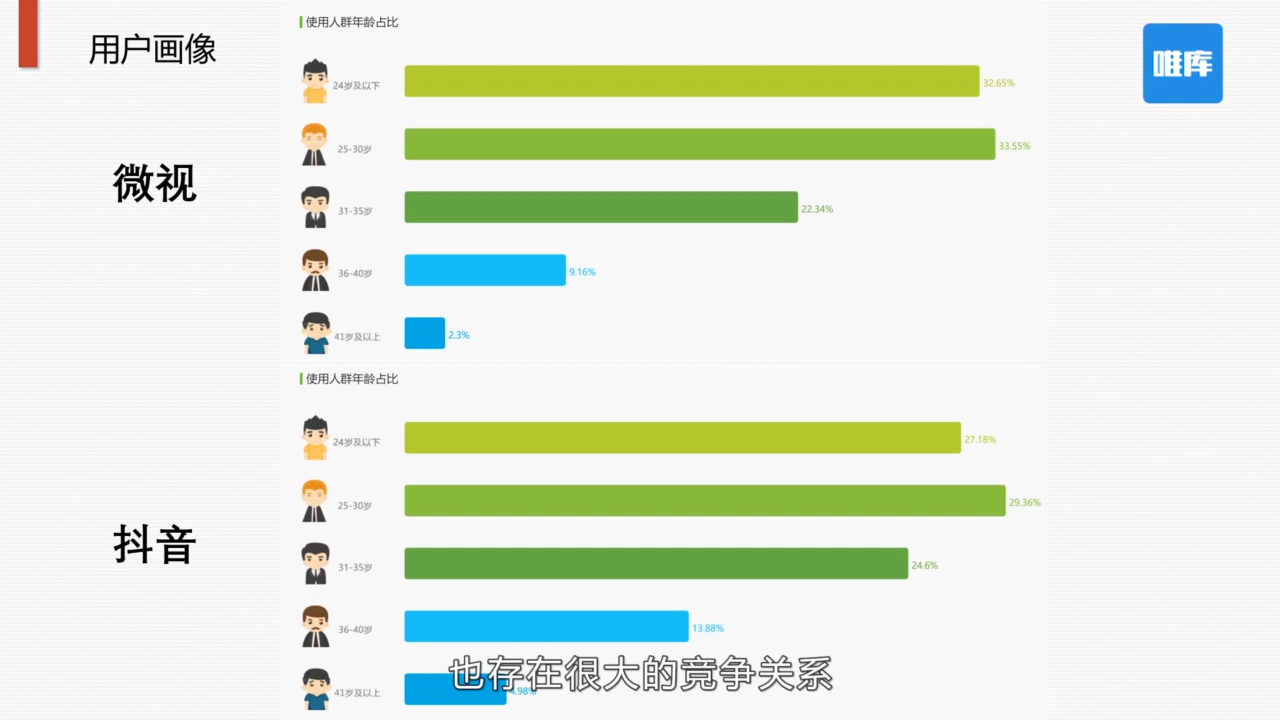 用户画像
唯库
微视
使用人群年龄占比
24岁及以下 32.65%
25-30岁 33.55%
31-35岁 22.34%
36-40岁 9.16%
41岁及以上 2.3%
抖音
使用人群年龄占比
24岁及以下 27.18%
25-30岁 29.36%
31-35岁 24.6%
36-40岁 13.88%
41岁及以上 4.98%
也存在很大的竞争关系